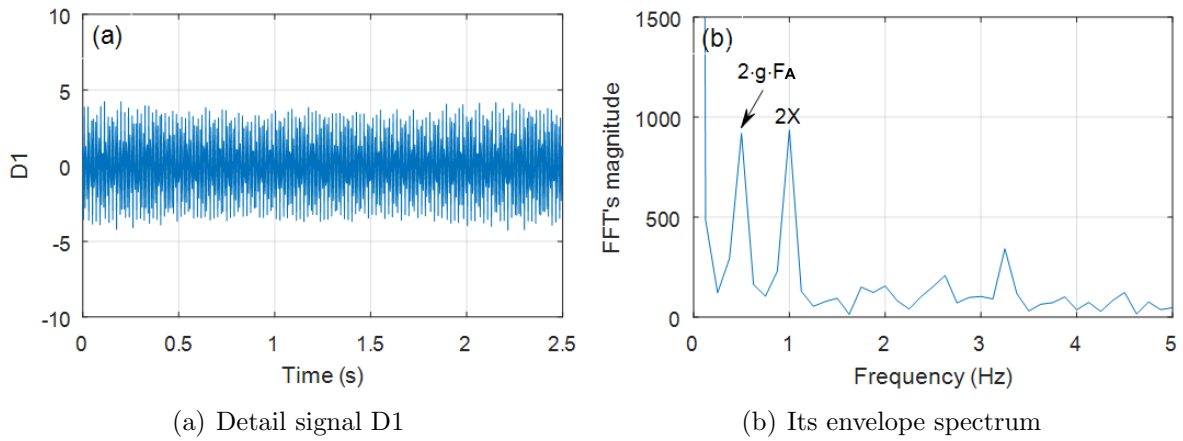 (a)
10
5
0
-5
-10
D1
0 0.5 1 1.5 2 2.5
Time (s)
(b)
1500
1000
500
0
FFT's magnitude
2·g·FA
2X
0 1 2 3 4 5
Frequency (Hz)
(a) Detail signal D1
(b) Its envelope spectrum